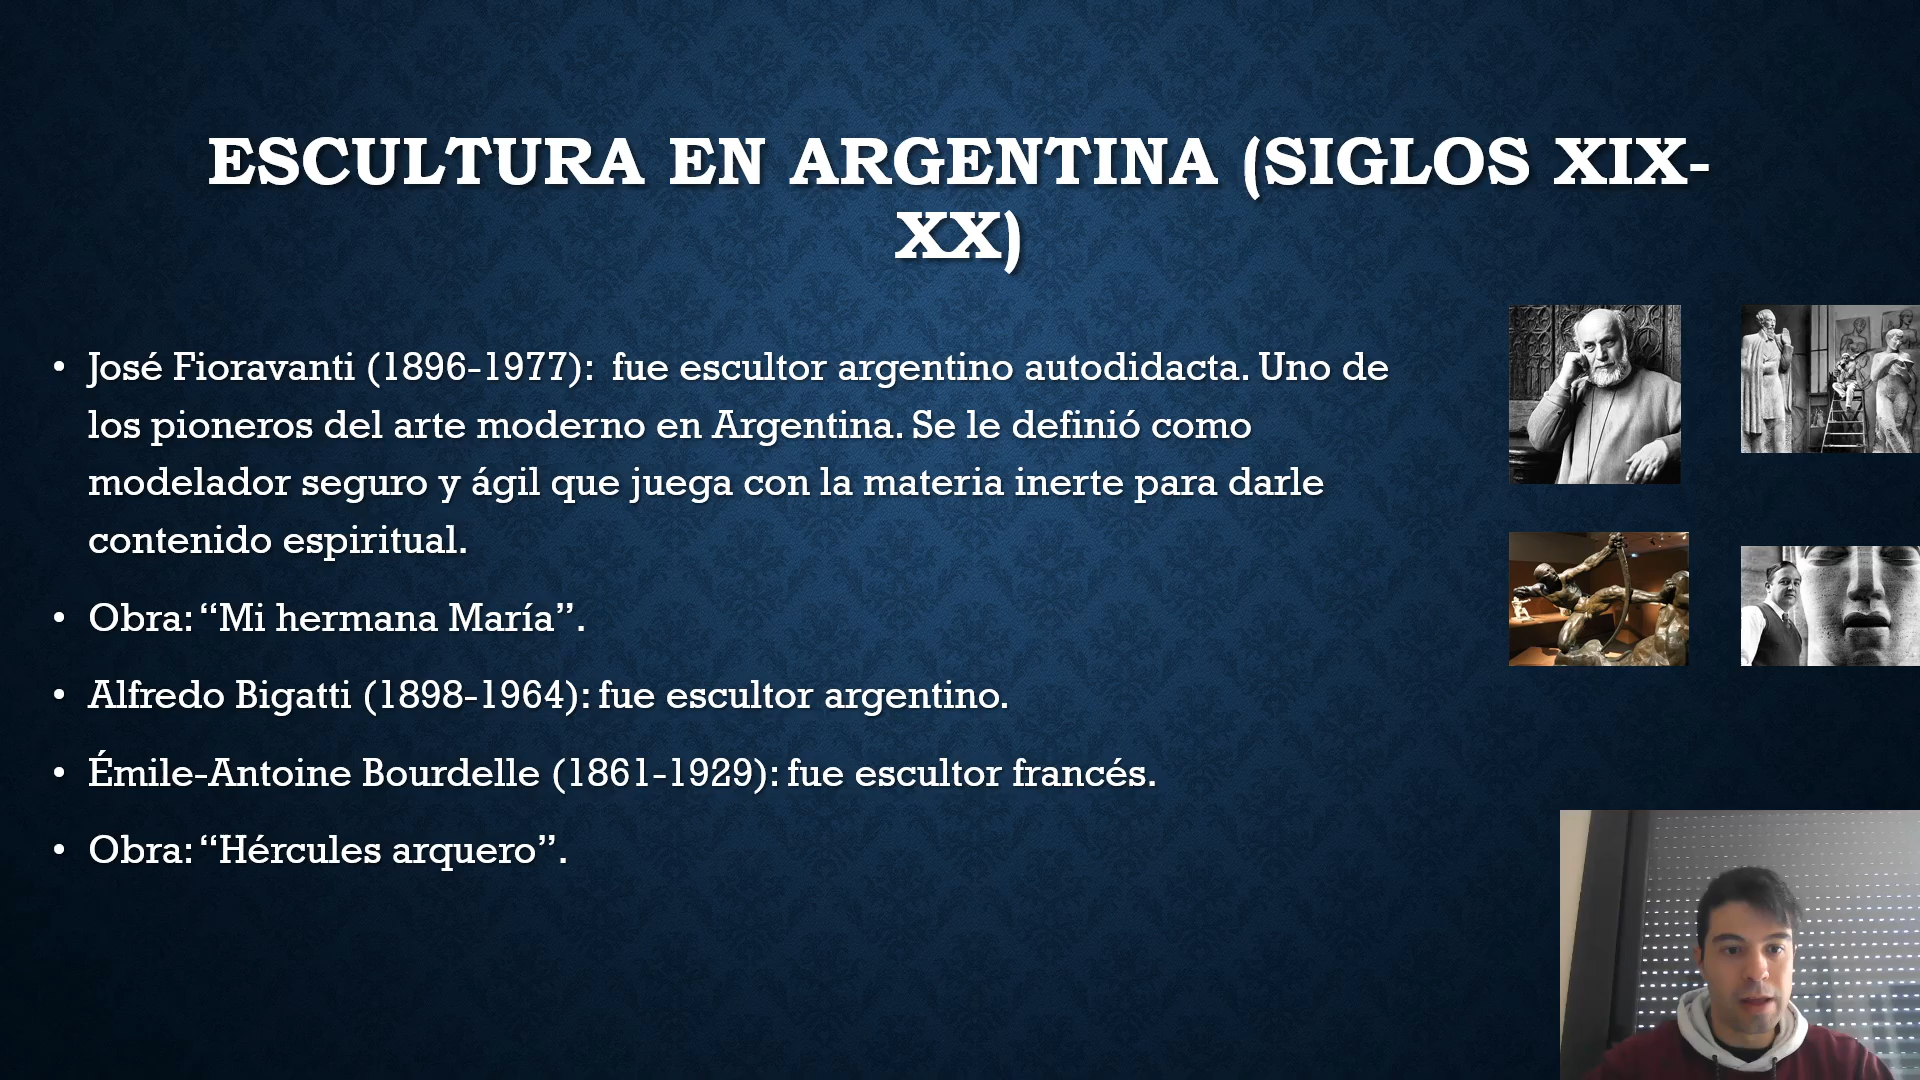 ESCULTURA EN ARGENTINA (SIGLOS XIX-
XX)
• José Fioravanti (1896-1977):  fue escultor argentino autodidacta. Uno de
los pioneros del arte moderno en Argentina. Se le definió como
modelador seguro y ágil que juega con la materia inerte para darle
contenido espiritual.
• Obra: “Mi hermana María”.
• Alfredo Bigatti (1898-1964): fue escultor argentino.
• Émile-Antoine Bourdelle (1861-1929): fue escultor francés.
• Obra: “Hércules arquero”.